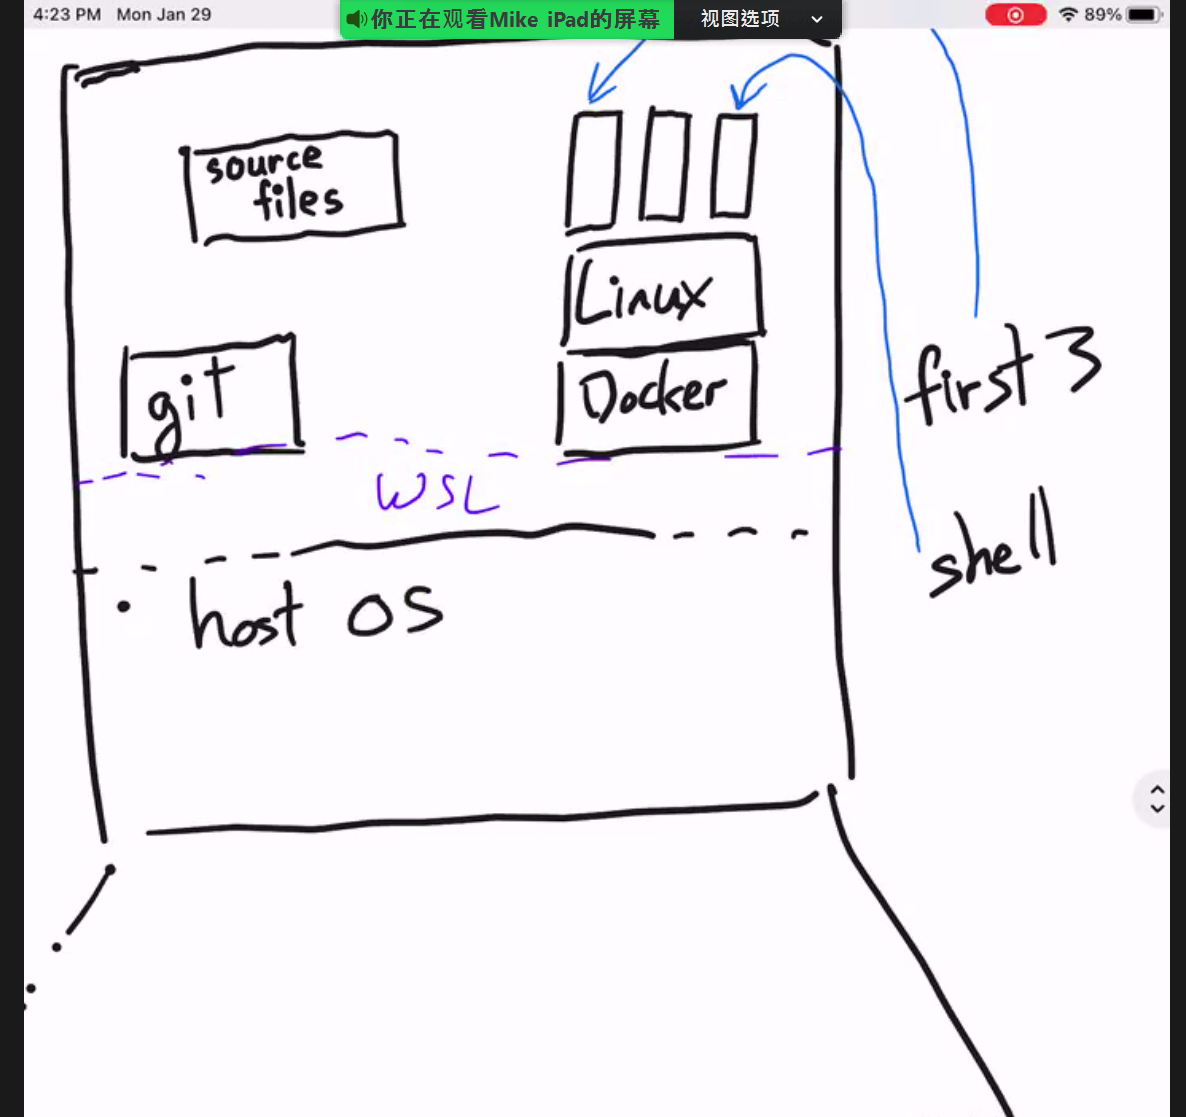 4:23 PM Mon Jan 29
你正在观看Mike iPad的屏幕
视图选项
89%
source
files
Linux
git
Docker
first 3
WSL
shell
host OS